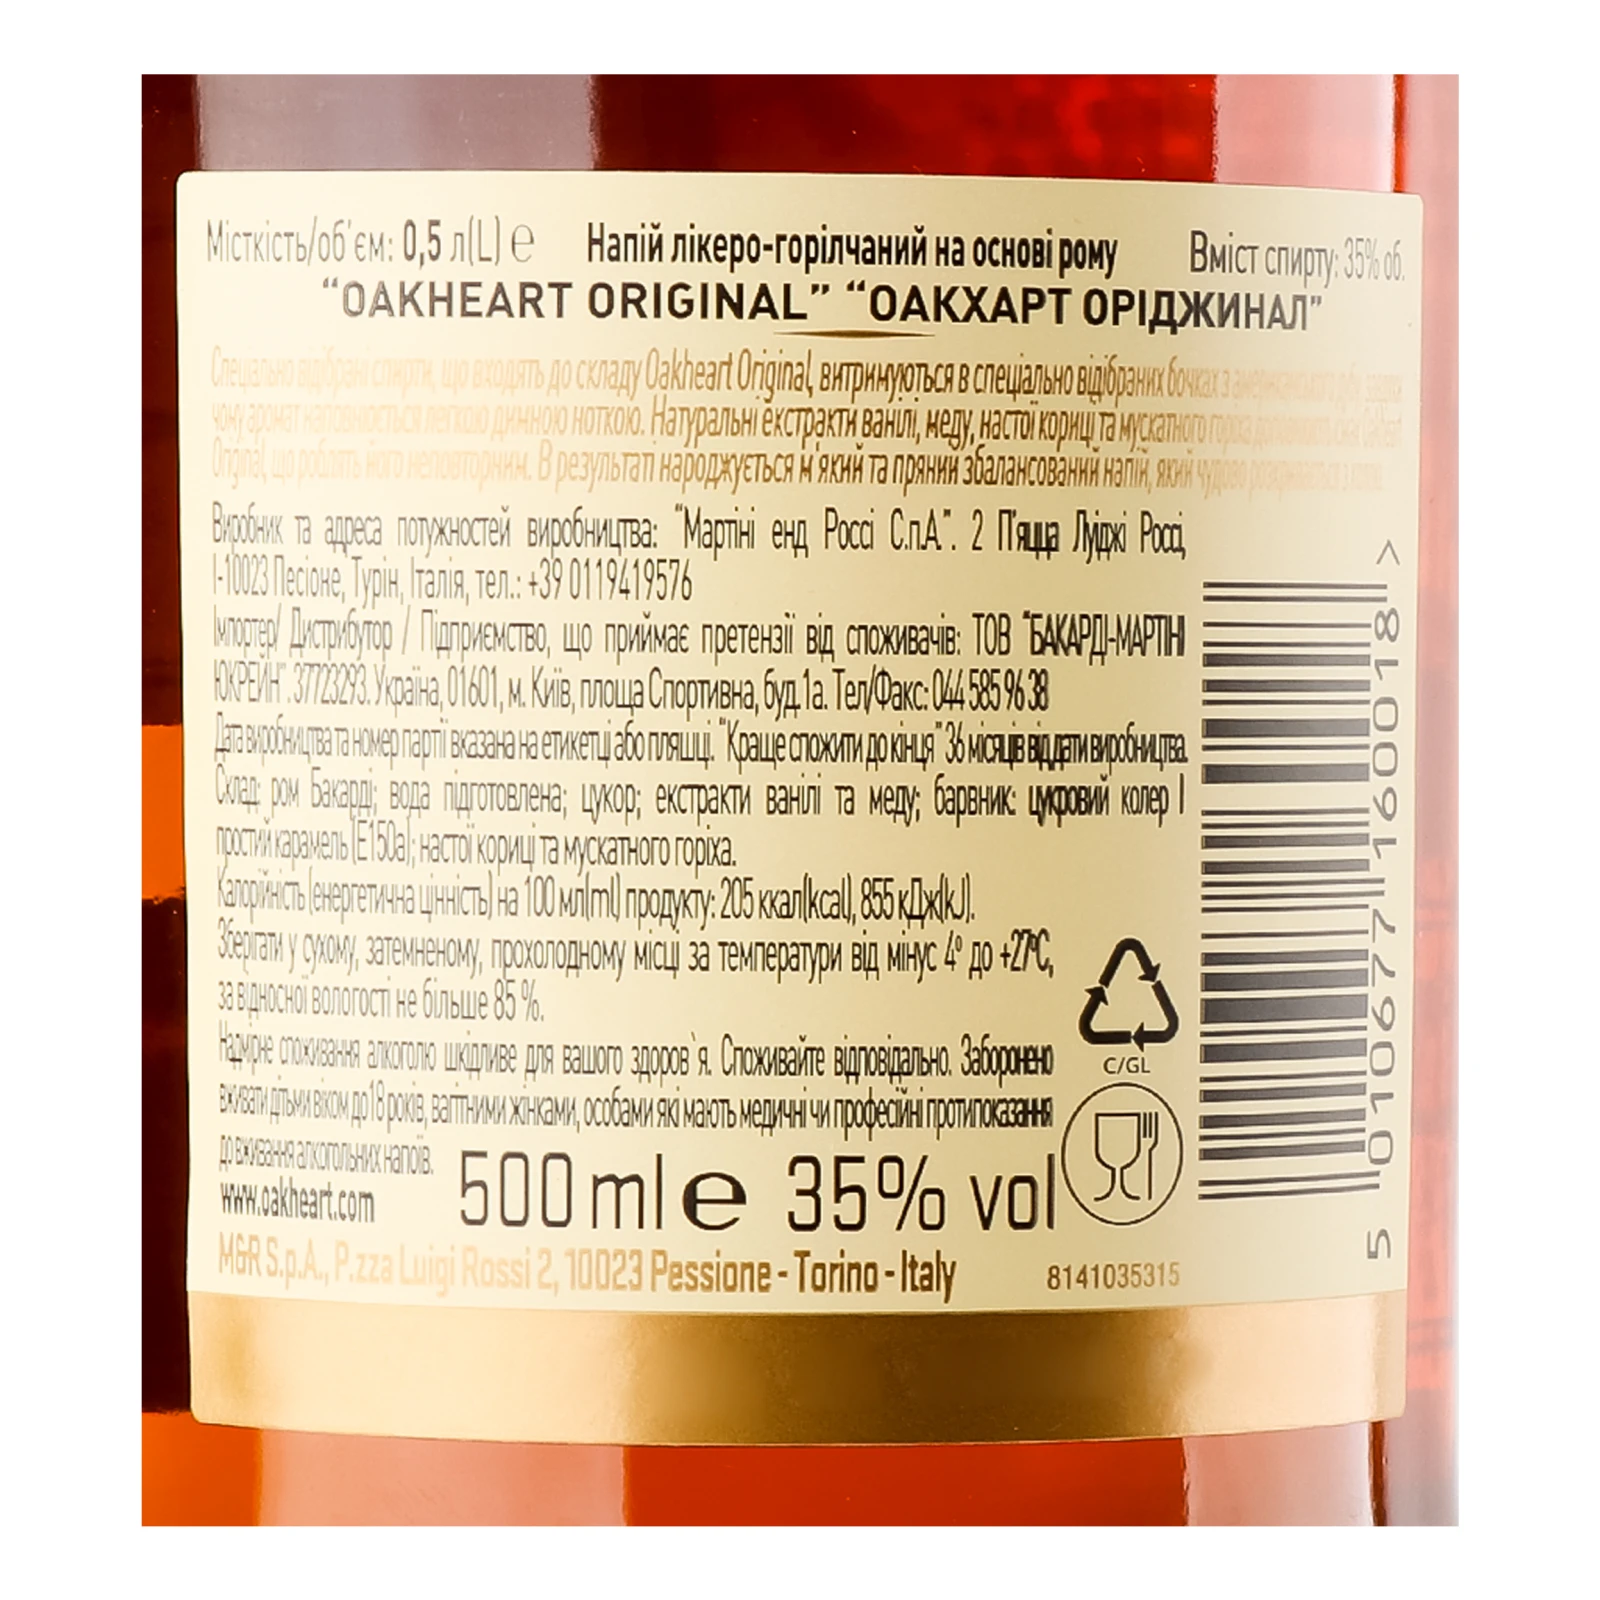 Місткість/об'єм: 0,5 л(L) e Напій лікеро-горілчаний на основі рому Вміст спирту: 35% об.
“OAKHEART ORIGINAL” “ОАКХАРТ ОРІДЖИНАЛ”
Спеціально відібрані спирти, що входять до складу Oakheart Original, витримуються в спеціально відібраних бочках з американського дубу, завдяки
чому аромат наповнюється легкою димною ноткою. Натуральні екстракти ванілі, меду, настої кориці та мускатного горіха доповнюють смак Oakheart
Original, що роблять його неповторним. В результаті народжується м'який та пряний збалансований напій, який чудово розкривається з колою.
Виробник та адреса потужностей виробництва: “Мартіні енд Россі С.п.А.”. 2 П'яцца Луїджі Россі,
I-10023 Песіоне, Турін, Італія, тел.: +39 0119419576
Імпортер/ Дистрибутор / Підприємство, що приймає претензії від споживачів: ТОВ “БАКАРДІ-МАРТІНІ
ЮКРЕЙН”. 37723293. Україна, 01601, м. Київ, площа Спортивна, буд.1а. Тел/Факс: 044 585 96 38
Дата виробництва та номер партії вказана на етикетці або пляшці. “Краще спожити до кінця” 36 місяців від дати виробництва.
Склад: ром Бакарді; вода підготовлена; цукор; екстракти ванілі та меду; барвник: цукровий колер I
простий карамель (E150a); настої кориці та мускатного горіха.
Калорійність (енергетична цінність) на 100 мл(ml) продукту: 205 ккал(kcal), 855 кДж(kJ).
Зберігати у сухому, затемненому, прохолодному місці за температури від мінус 4° до +27°C,
за відносної вологості не більше 85 %.
Надмірне споживання алкоголю шкідливе для вашого здоров`я. Споживайте відповідально. Заборонено
вживати дітьми віком до 18 років, вагітними жінками, особами які мають медичні чи професійні протипоказання
до вживання алкогольних напоїв.
www.oakheart.com
500 ml e 35% vol
M&R S.p.A., P.zza Luigi Rossi 2, 10023 Pessione - Torino - Italy
8141035315
C/GL
5 010677 160018 >